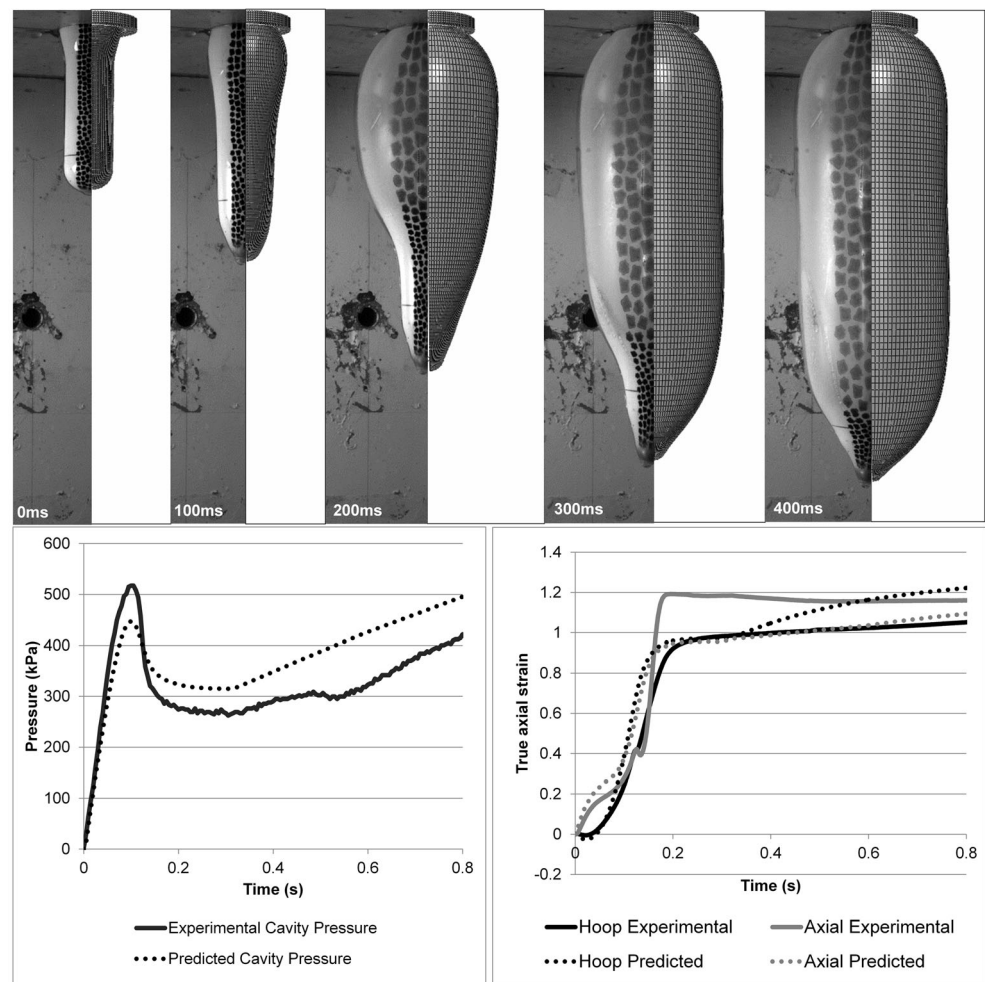 0ms
100ms
200ms
300ms
400ms
600
500
400
300
200
100
0
Pressure (kPa)
0
0.2
0.4
0.6
0.8
Time (s)
Experimental Cavity Pressure
Predicted Cavity Pressure
1.4
1.2
1
0.8
0.6
0.4
0.2
0
-0.2
True axial strain
0
0.2
0.4
0.6
0.8
Time (s)
Hoop Experimental
Axial Experimental
Hoop Predicted
Axial Predicted